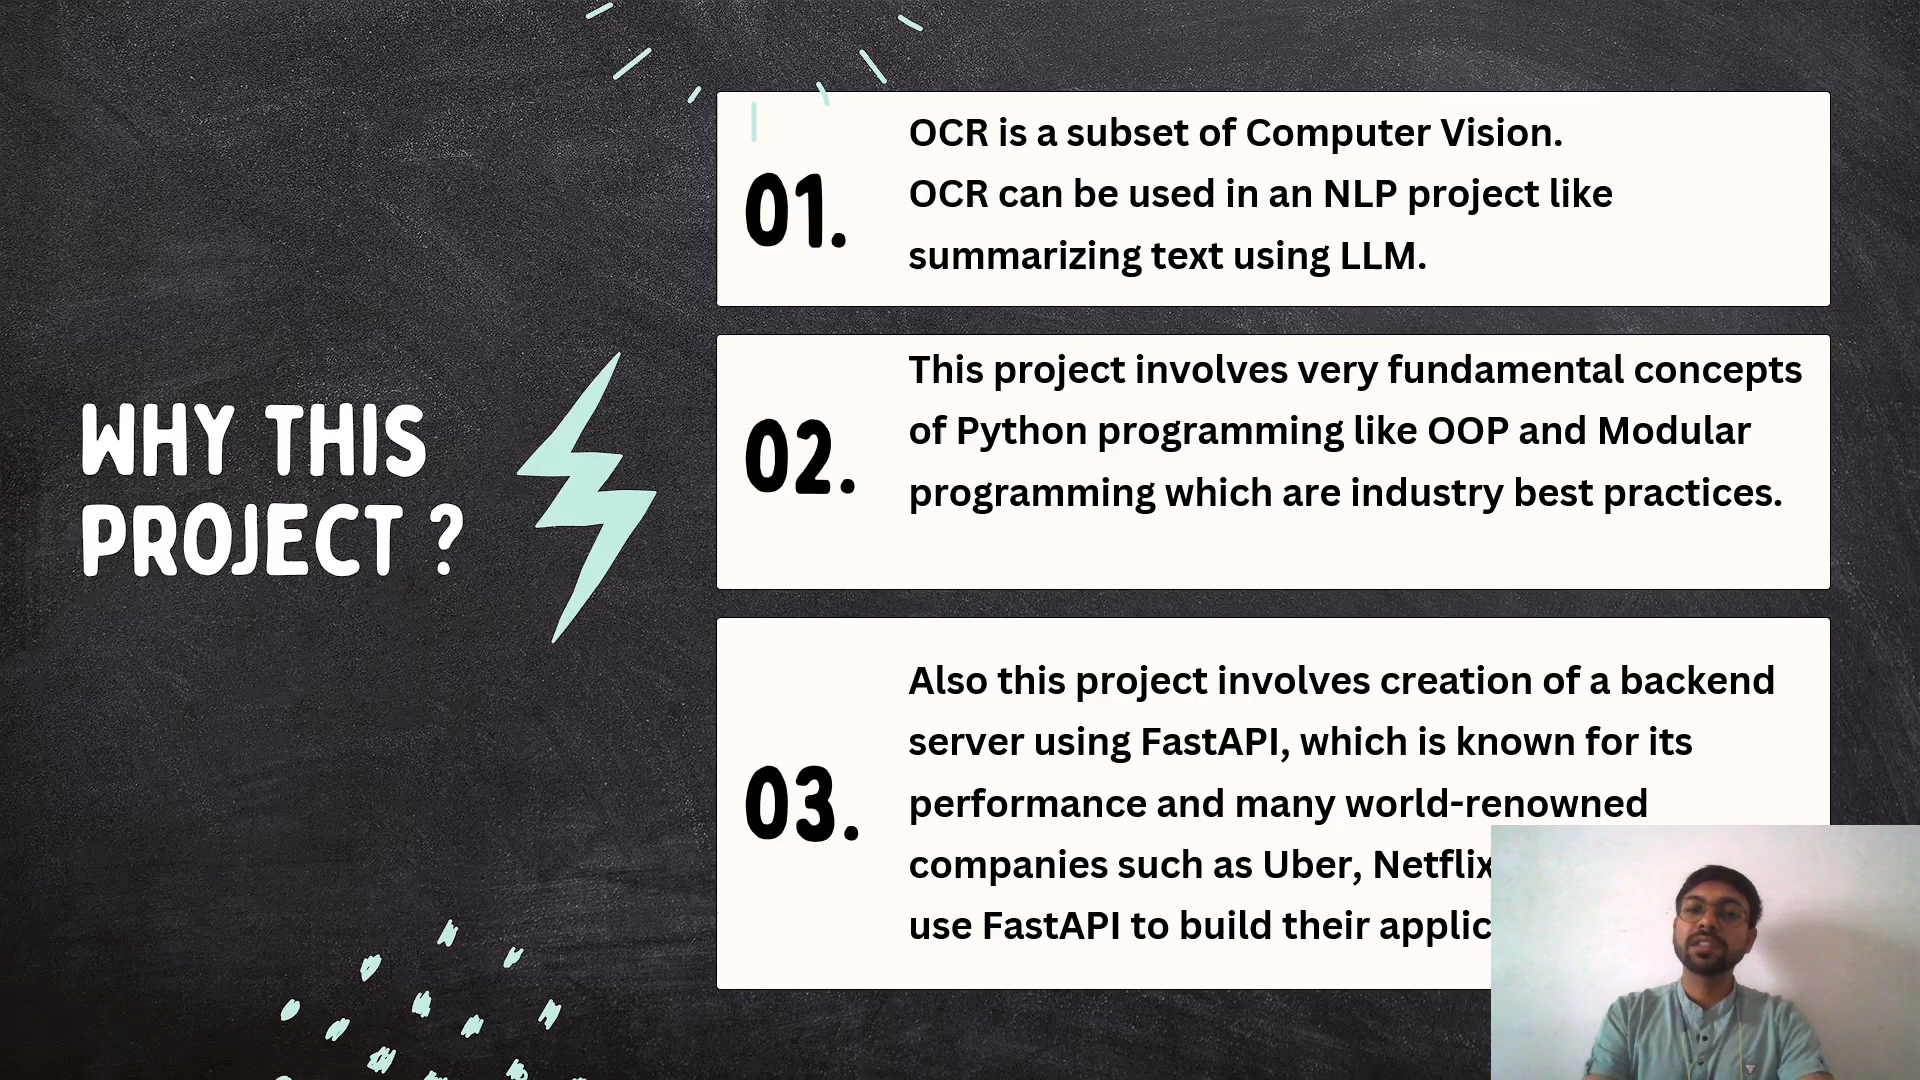 WHY THIS
PROJECT ?
01.
OCR is a subset of Computer Vision.
OCR can be used in an NLP project like
summarizing text using LLM.
02.
This project involves very fundamental concepts
of Python programming like OOP and Modular
programming which are industry best practices.
03.
Also this project involves creation of a backend
server using FastAPI, which is known for its
performance and many world-renowned
companies such as Uber, Netflix
use FastAPI to build their